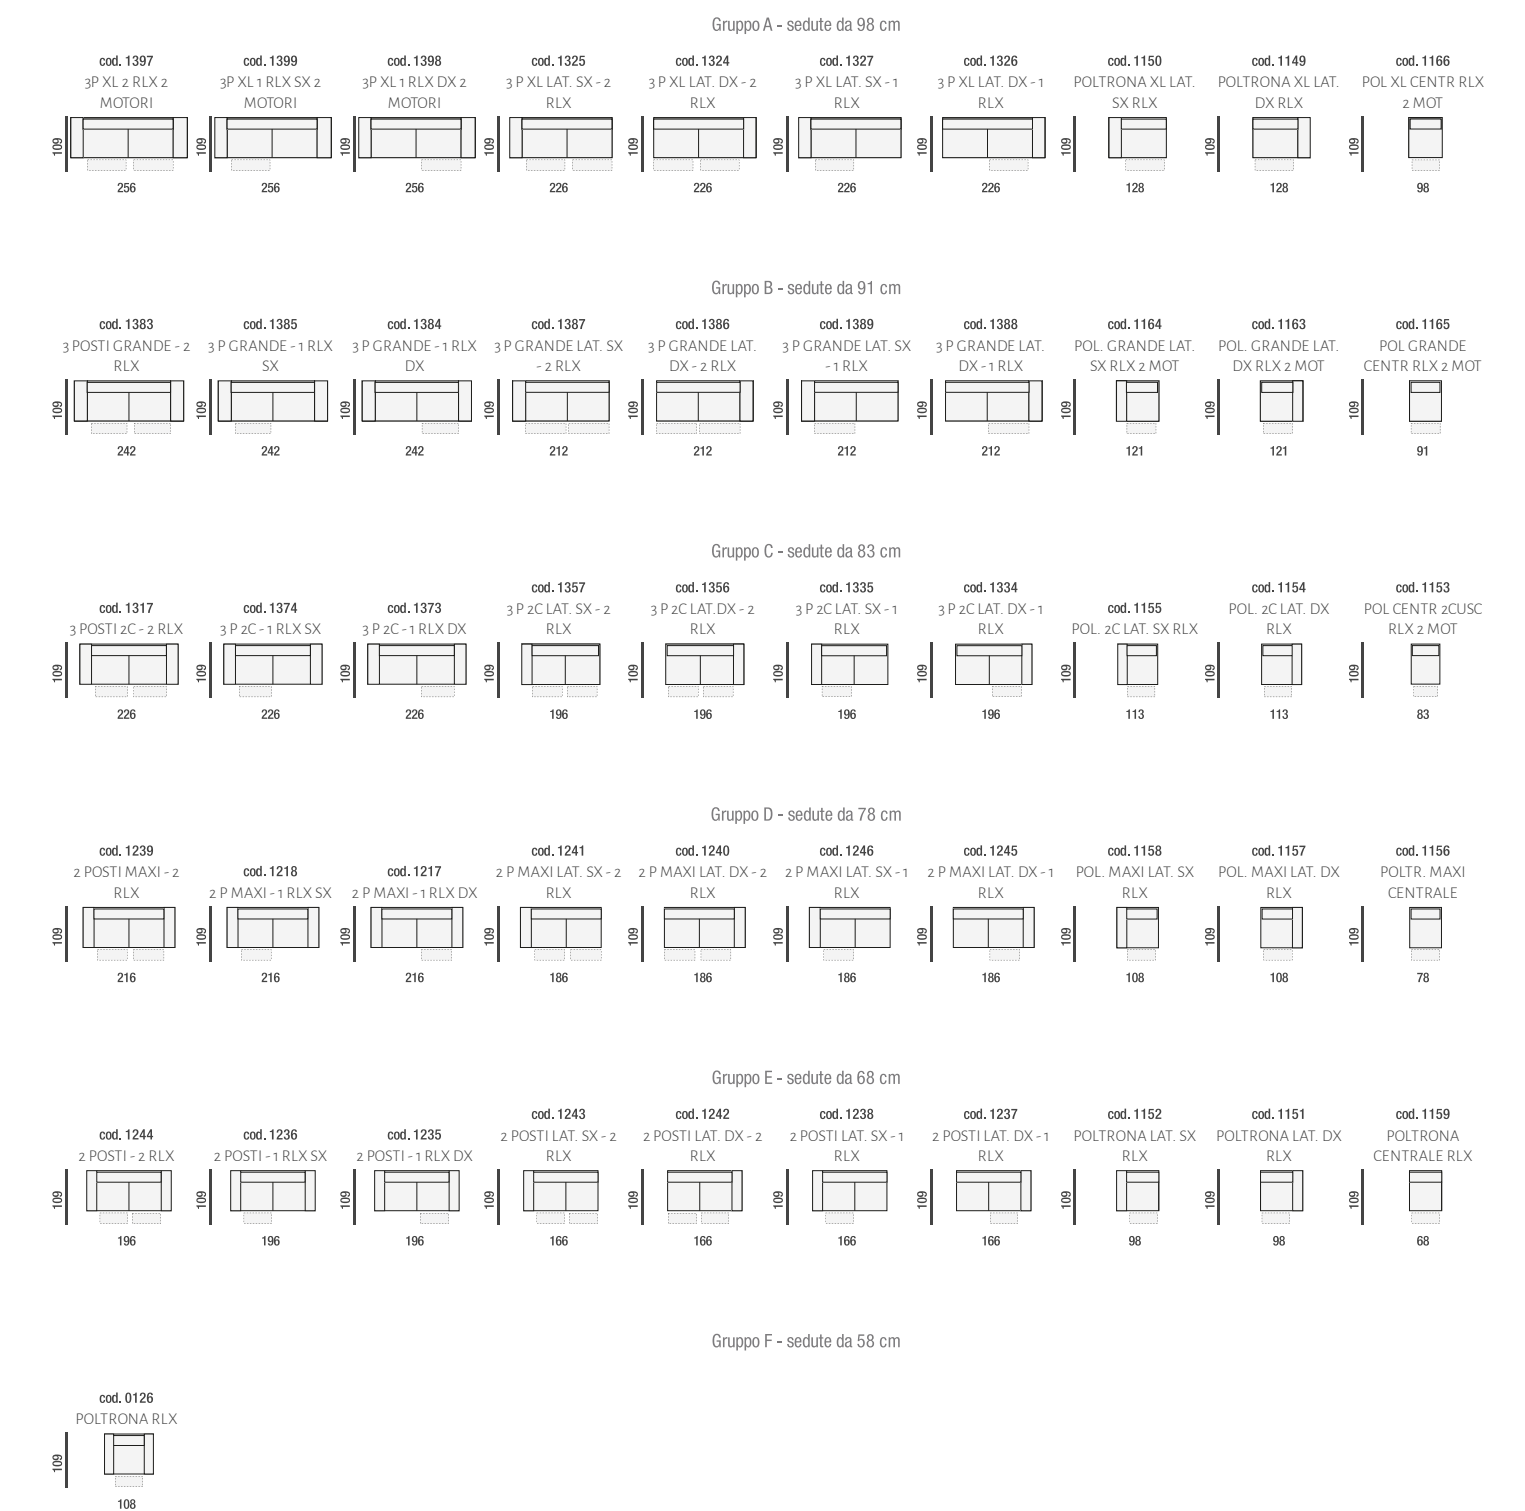 Gruppo A - sedute da 98 cm
cod. 1397 cod. 1399 cod. 1398 cod. 1325 cod. 1324 cod. 1327 cod. 1326 cod. 1150 cod. 1149 cod. 1166
3P XL 2 RLX 2 3P XL 1 RLX SX 2 3P XL 1 RLX DX 2 3 P XL LAT. SX - 2 3 P XL LAT. DX - 2 3 P XL LAT. SX - 1 3 P XL LAT. DX - 1 POLTRONA XL LAT. POLTRONA XL LAT. POL XL CENTR RLX
MOTORI MOTORI MOTORI RLX RLX RLX RLX SX RLX DX RLX 2 MOT
109 109 109 109 109 109 109 109 109 109
256 256 256 226 226 226 226 128 128 98
Gruppo B - sedute da 91 cm
cod. 1383 cod. 1385 cod. 1384 cod. 1387 cod. 1386 cod. 1389 cod. 1388 cod. 1164 cod. 1163 cod. 1165
3 POSTI GRANDE - 2 3 P GRANDE - 1 RLX 3 P GRANDE - 1 RLX 3 P GRANDE LAT. SX 3 P GRANDE LAT. 3 P GRANDE LAT. SX 3 P GRANDE LAT. POL. GRANDE LAT. POL. GRANDE LAT. POL GRANDE
RLX SX DX - 2 RLX DX - 2 RLX - 1 RLX DX - 1 RLX SX RLX 2 MOT DX RLX 2 MOT CENTR RLX 2 MOT
109 109 109 109 109 109 109 109 109 109
242 242 242 212 212 212 212 121 121 91
Gruppo C - sedute da 83 cm
cod. 1357 cod. 1356 cod. 1335 cod. 1334 cod. 1154 cod. 1153
cod. 1317 cod. 1374 cod. 1373 3 P 2C LAT. SX - 2 3 P 2C LAT.DX - 2 3 P 2C LAT. SX - 1 3 P 2C LAT. DX - 1 cod. 1155 POL. 2C LAT. DX POL CENTR 2CUSC
3 POSTI 2C - 2 RLX 3 P 2C - 1 RLX SX 3 P 2C - 1 RLX DX RLX RLX RLX RLX POL. 2C LAT. SX RLX RLX RLX 2 MOT
109 109 109 109 109 109 109 109 109 109
226 226 226 196 196 196 196 113 113 83
Gruppo D - sedute da 78 cm
cod. 1239 cod. 1241 cod. 1240 cod. 1246 cod. 1245 cod. 1158 cod. 1157 cod. 1156
2 POSTI MAXI - 2 cod. 1218 cod. 1217 2 P MAXI LAT. SX - 2 2 P MAXI LAT. DX - 2 2 P MAXI LAT. SX - 1 2 P MAXI LAT. DX - 1 POL. MAXI LAT. SX POL. MAXI LAT. DX POLTR. MAXI
RLX 2 P MAXI - 1 RLX SX 2 P MAXI - 1 RLX DX RLX RLX RLX RLX RLX RLX CENTRALE
109 109 109 109 109 109 109 109 109 109
216 216 216 186 186 186 186 108 108 78
Gruppo E - sedute da 68 cm
cod. 1243 cod. 1242 cod. 1238 cod. 1237 cod. 1152 cod. 1151 cod. 1159
cod. 1244 cod. 1236 cod. 1235 2 POSTI LAT. SX - 2 2 POSTI LAT. DX - 2 2 POSTI LAT. SX - 1 2 POSTI LAT. DX - 1 POLTRONA LAT. SX POLTRONA LAT. DX POLTRONA
2 POSTI - 2 RLX 2 POSTI - 1 RLX SX 2 POSTI - 1 RLX DX RLX RLX RLX RLX RLX RLX CENTRALE RLX
109 109 109 109 109 109 109 109 109 109
196 196 196 166 166 166 166 98 98 68
Gruppo F - sedute da 58 cm
cod. 0126
POLTRONA RLX
109
108